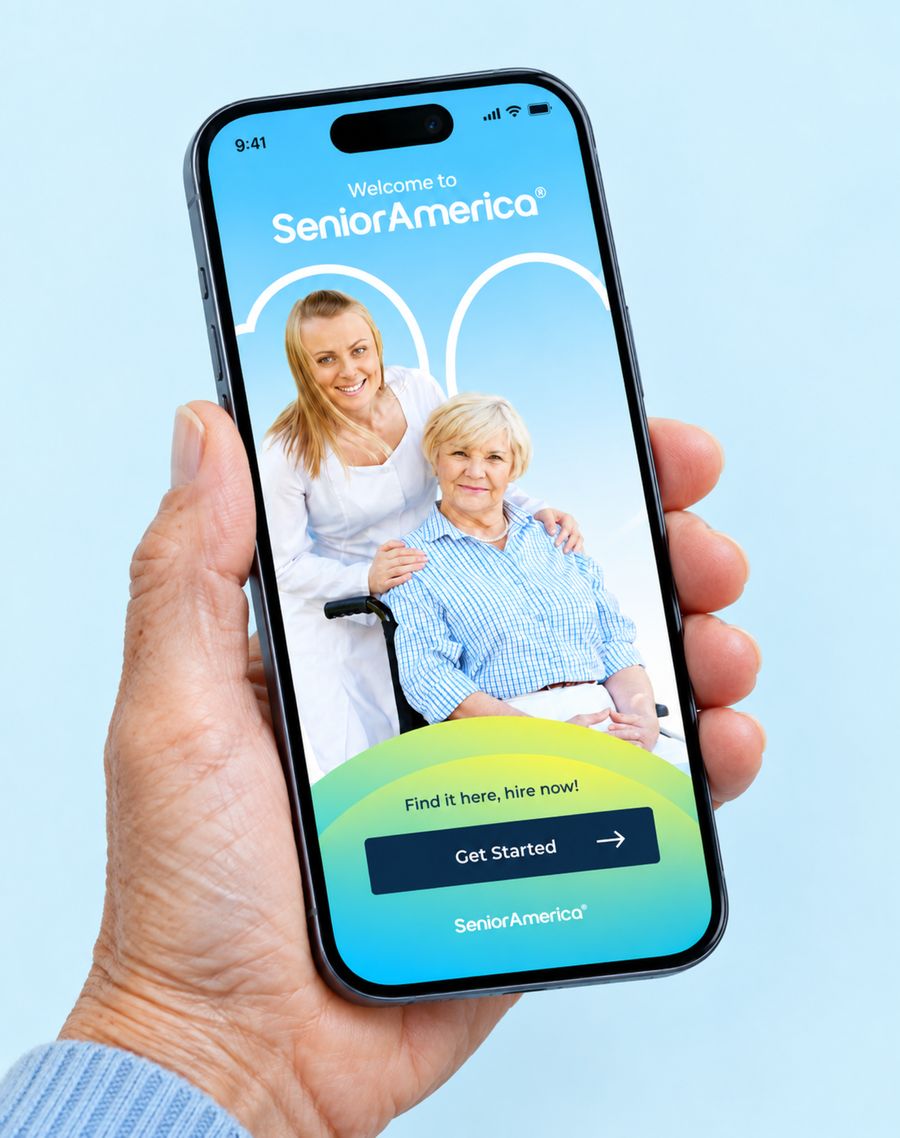 9:41
Welcome to
SeniorAmerica®
Find it here, hire now!
Get Started →
SeniorAmerica®